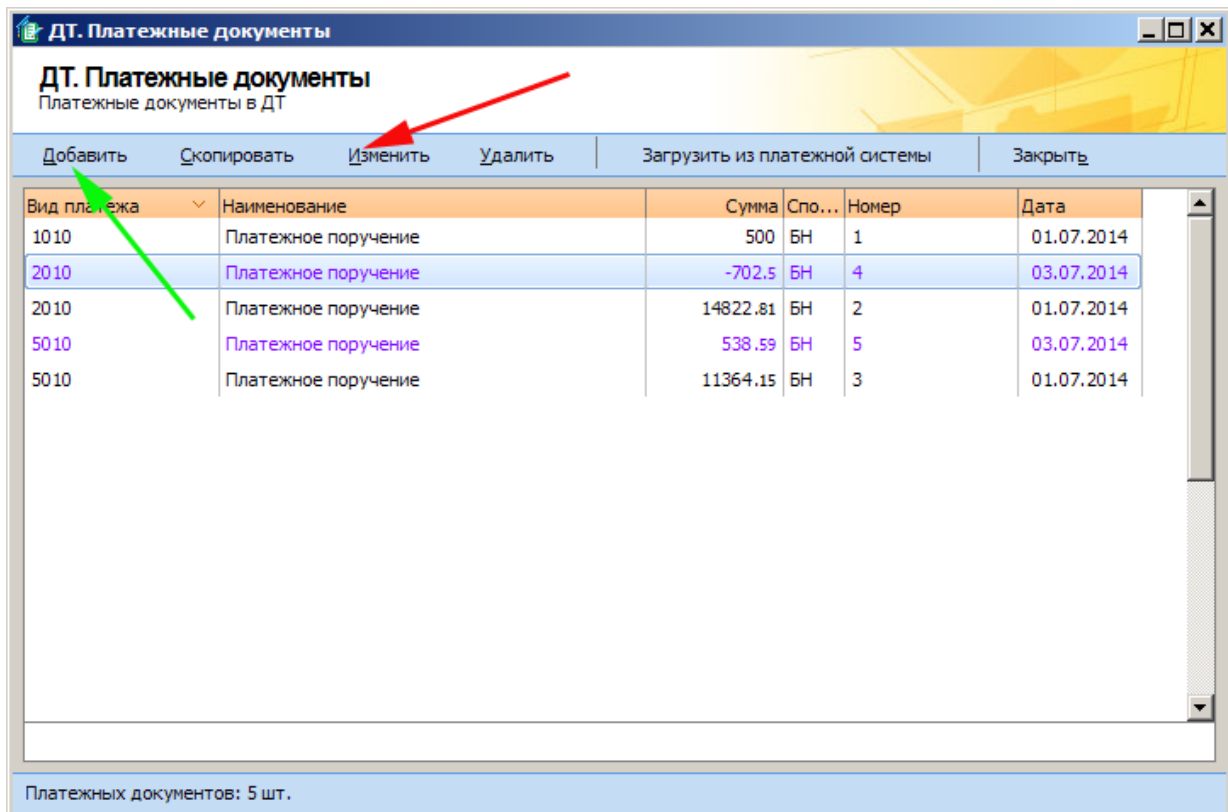 ДТ. Платежные документы
ДТ. Платежные документы
Платежные документы в ДТ
Добавить Скопировать Изменить Удалить Загрузить из платежной системы Закрыть
Вид платежа Наименование Сумма Спо... Номер Дата
1010 Платежное поручение 500 БН 1 01.07.2014
2010 Платежное поручение -702.5 БН 4 03.07.2014
2010 Платежное поручение 14822.81 БН 2 01.07.2014
5010 Платежное поручение 538.59 БН 5 03.07.2014
5010 Платежное поручение 11364.15 БН 3 01.07.2014
Платежных документов: 5 шт.